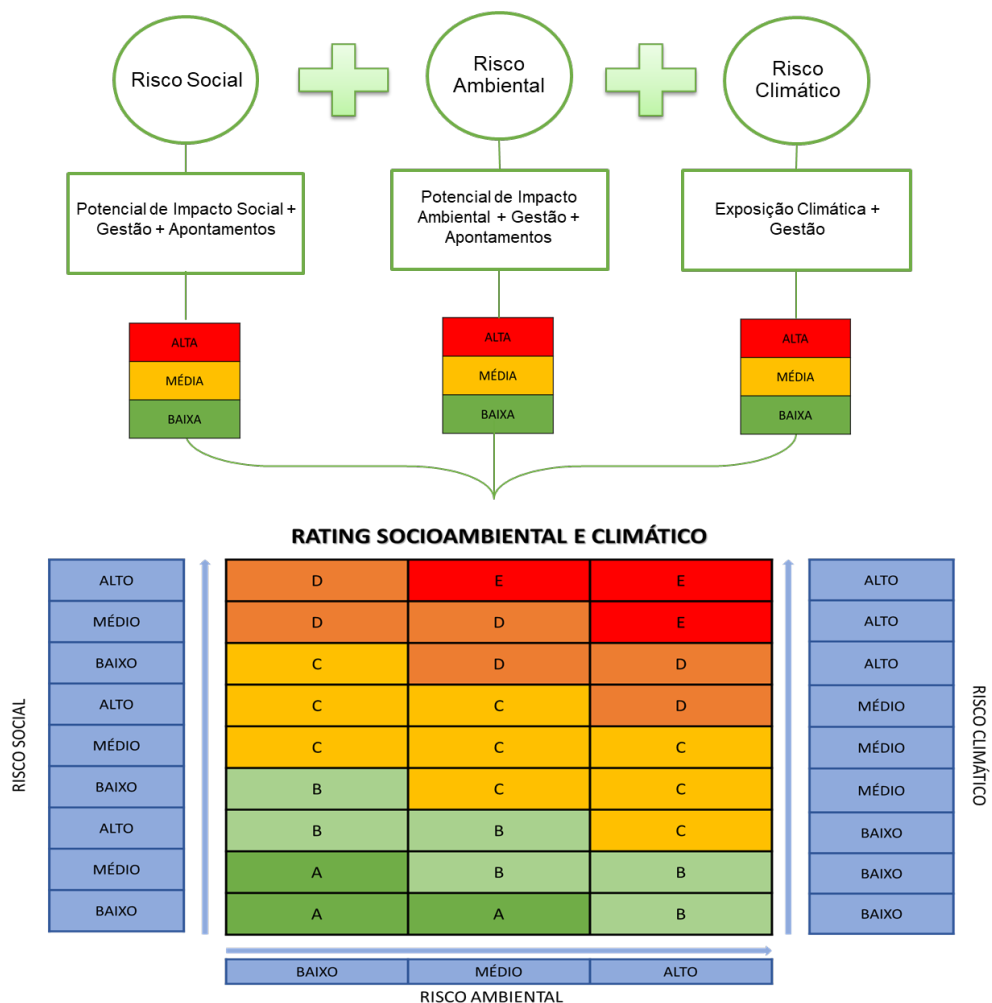 Risco Social
Risco
Ambiental
Risco
Climático
Potencial de Impacto Social +
Gestão + Apontamentos
Potencial de Impacto
Ambiental + Gestão +
Apontamentos
Exposição Climática +
Gestão
ALTA
MÉDIA
BAIXA
ALTA
MÉDIA
BAIXA
ALTA
MÉDIA
BAIXA
RATING SOCIOAMBIENTAL E CLIMÁTICO
RISCO SOCIAL
ALTO D E E ALTO
MÉDIO D D E ALTO
BAIXO C D D ALTO
ALTO C C D MÉDIO
MÉDIO C C C MÉDIO
BAIXO B C C MÉDIO
ALTO B B C BAIXO
MÉDIO A B B BAIXO
BAIXO A A B BAIXO
RISCO CLIMÁTICO
BAIXO MÉDIO ALTO
RISCO AMBIENTAL